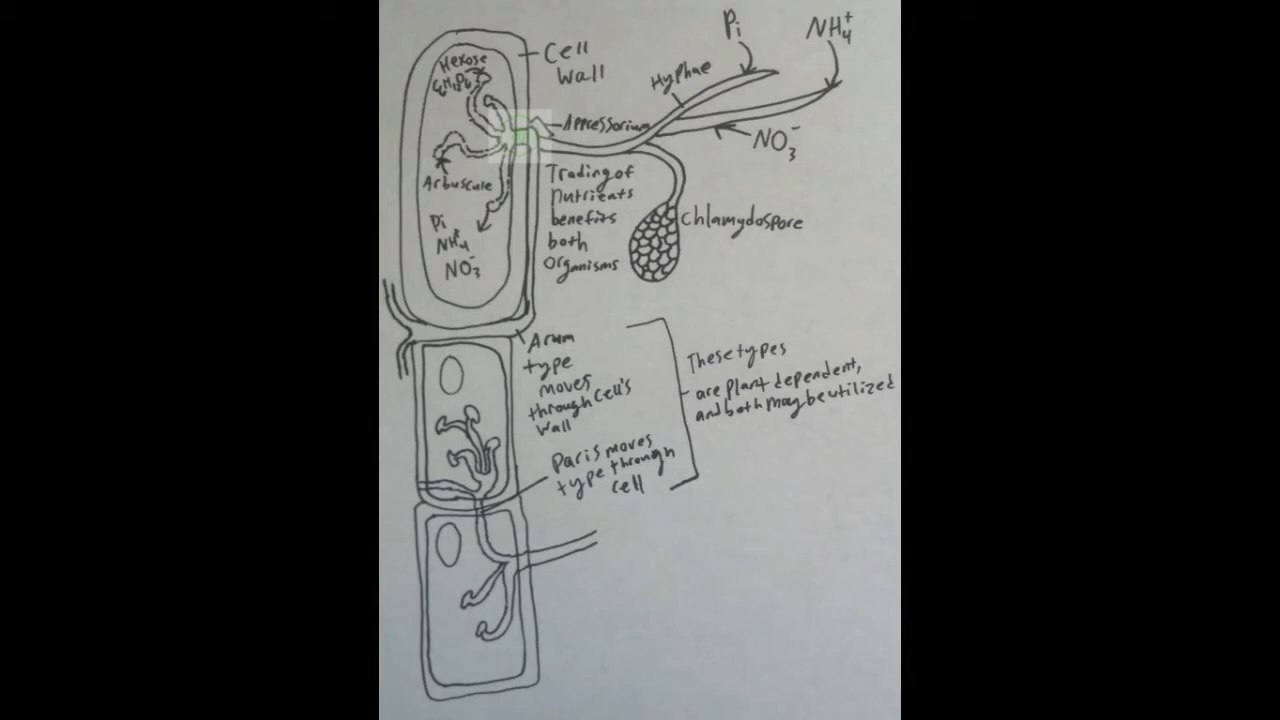 Pi
NH4+
Cell
Wall
Hexose
C6H12O6
Hyphae
Appressorium
NO3-
Arbuscule
Trading of
nutrients
benefits
both
organisms
Chlamydospore
Pi
NH4+
NO3-
Arum
type
moves
through cell's
wall
These types
are plant dependent,
and both may be utilized
Paris moves
type through
cell